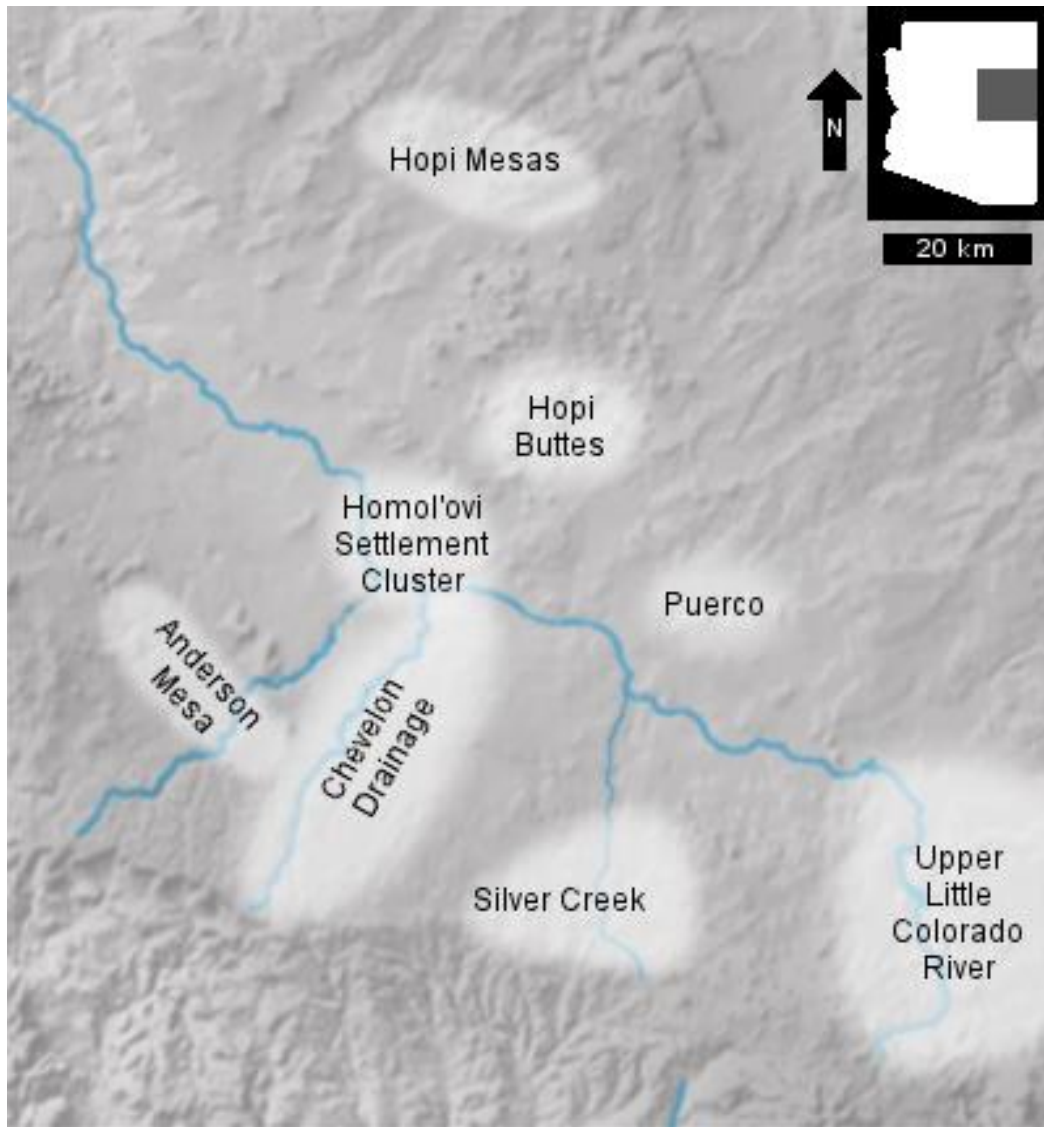 Hopi Mesas
N
20 km
Hopi
Buttes
Homol'ovi
Settlement
Cluster
Puerco
Anderson
Mesa
Chevelon
Drainage
Silver Creek
Upper
Little
Colorado
River